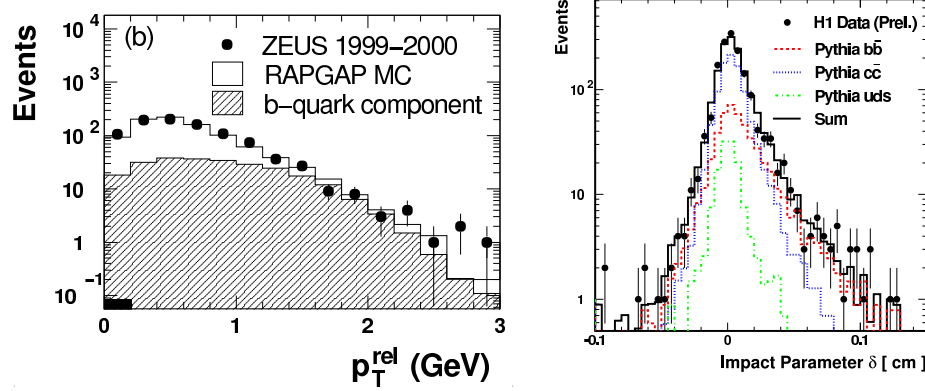 (b)
ZEUS 1999-2000
RAPGAP MC
b-quark component
Events
10 4
10 3
10 2
10
1
10 -1
0 1 2 3
p_T^rel (GeV)
H1 Data (Prel.)
Pythia bb̄
Pythia cc̄
Pythia uds
Sum
Events
10 2
10
1
-0.1 0 0.1
Impact Parameter δ [ cm ]